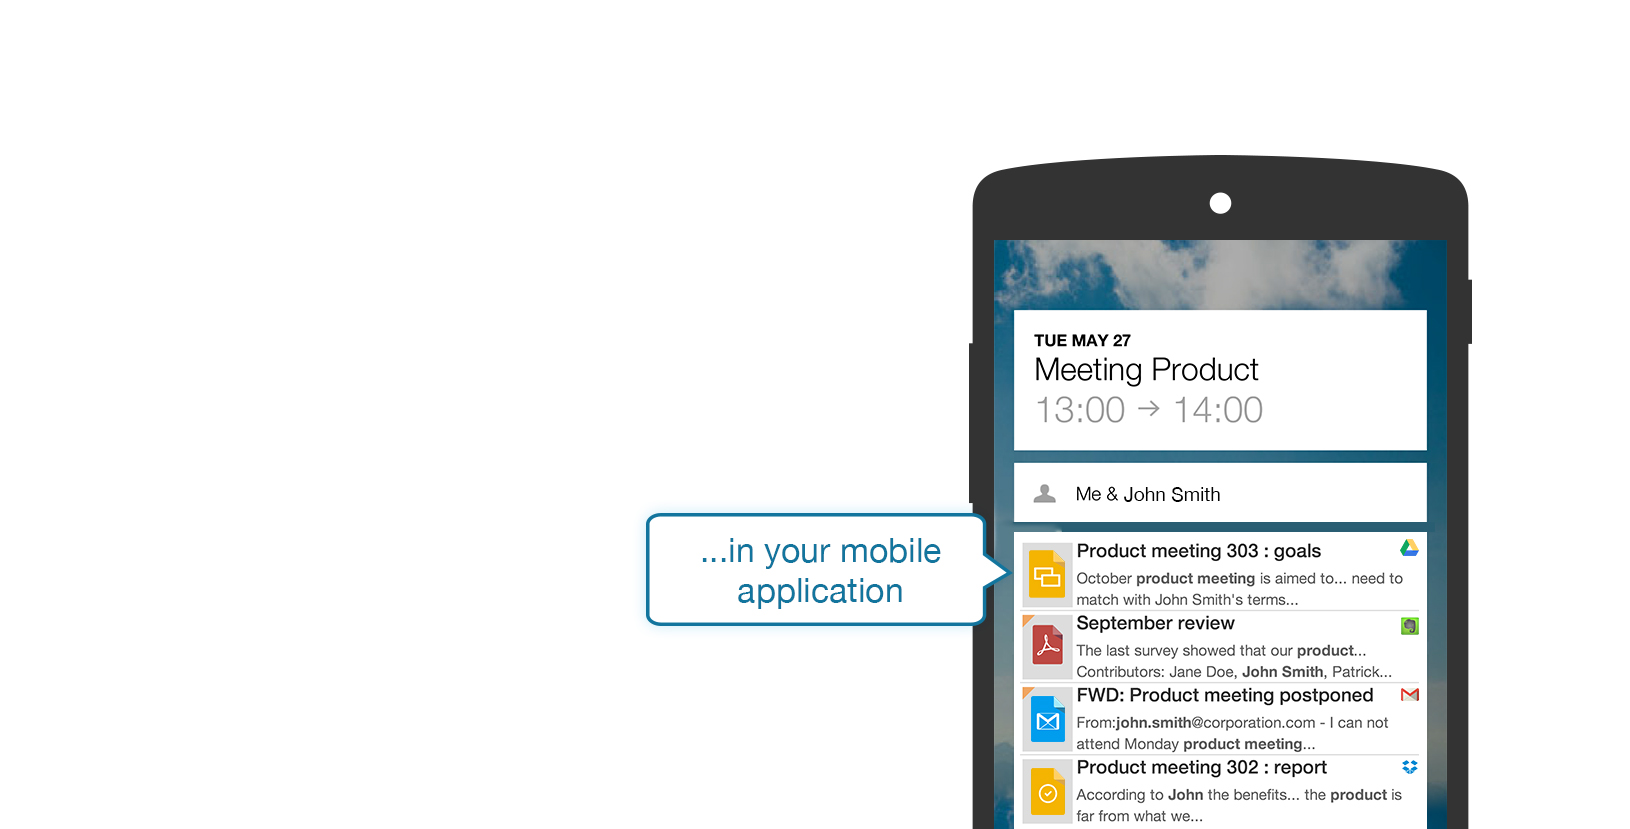 TUE MAY 27
Meeting Product
13:00 → 14:00
Me & John Smith
...in your mobile
application
Product meeting 303 : goals
October product meeting is aimed to... need to
match with John Smith's terms...
September review
The last survey showed that our product...
Contributors: Jane Doe, John Smith, Patrick...
FWD: Product meeting postponed
From:john.smith@corporation.com - I can not
attend Monday product meeting...
Product meeting 302 : report
According to John the benefits... the product is
far from what we...